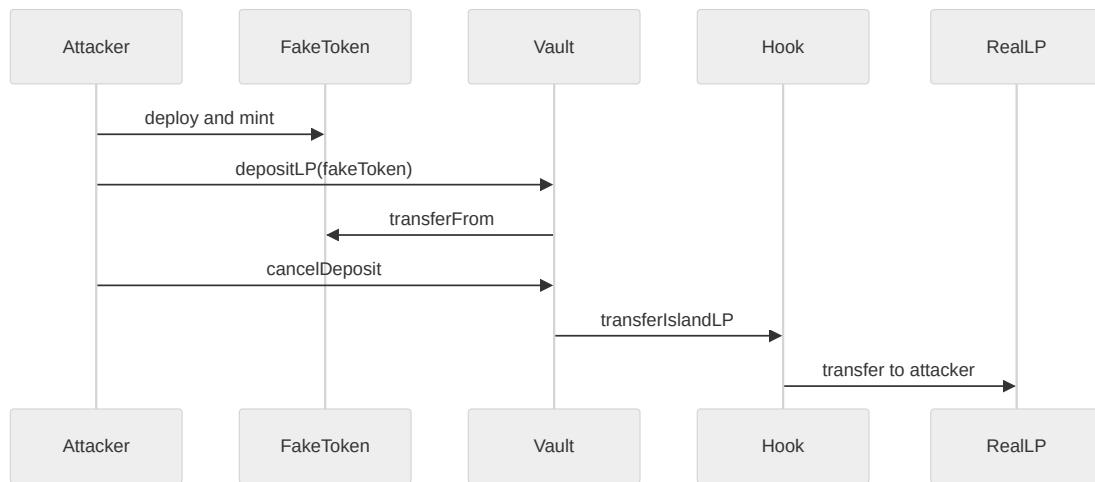 Attacker
FakeToken
Vault
Hook
RealLP
deploy and mint
depositLP(fakeToken)
transferFrom
cancelDeposit
transferIslandLP
transfer to attacker
Attacker
FakeToken
Vault
Hook
RealLP